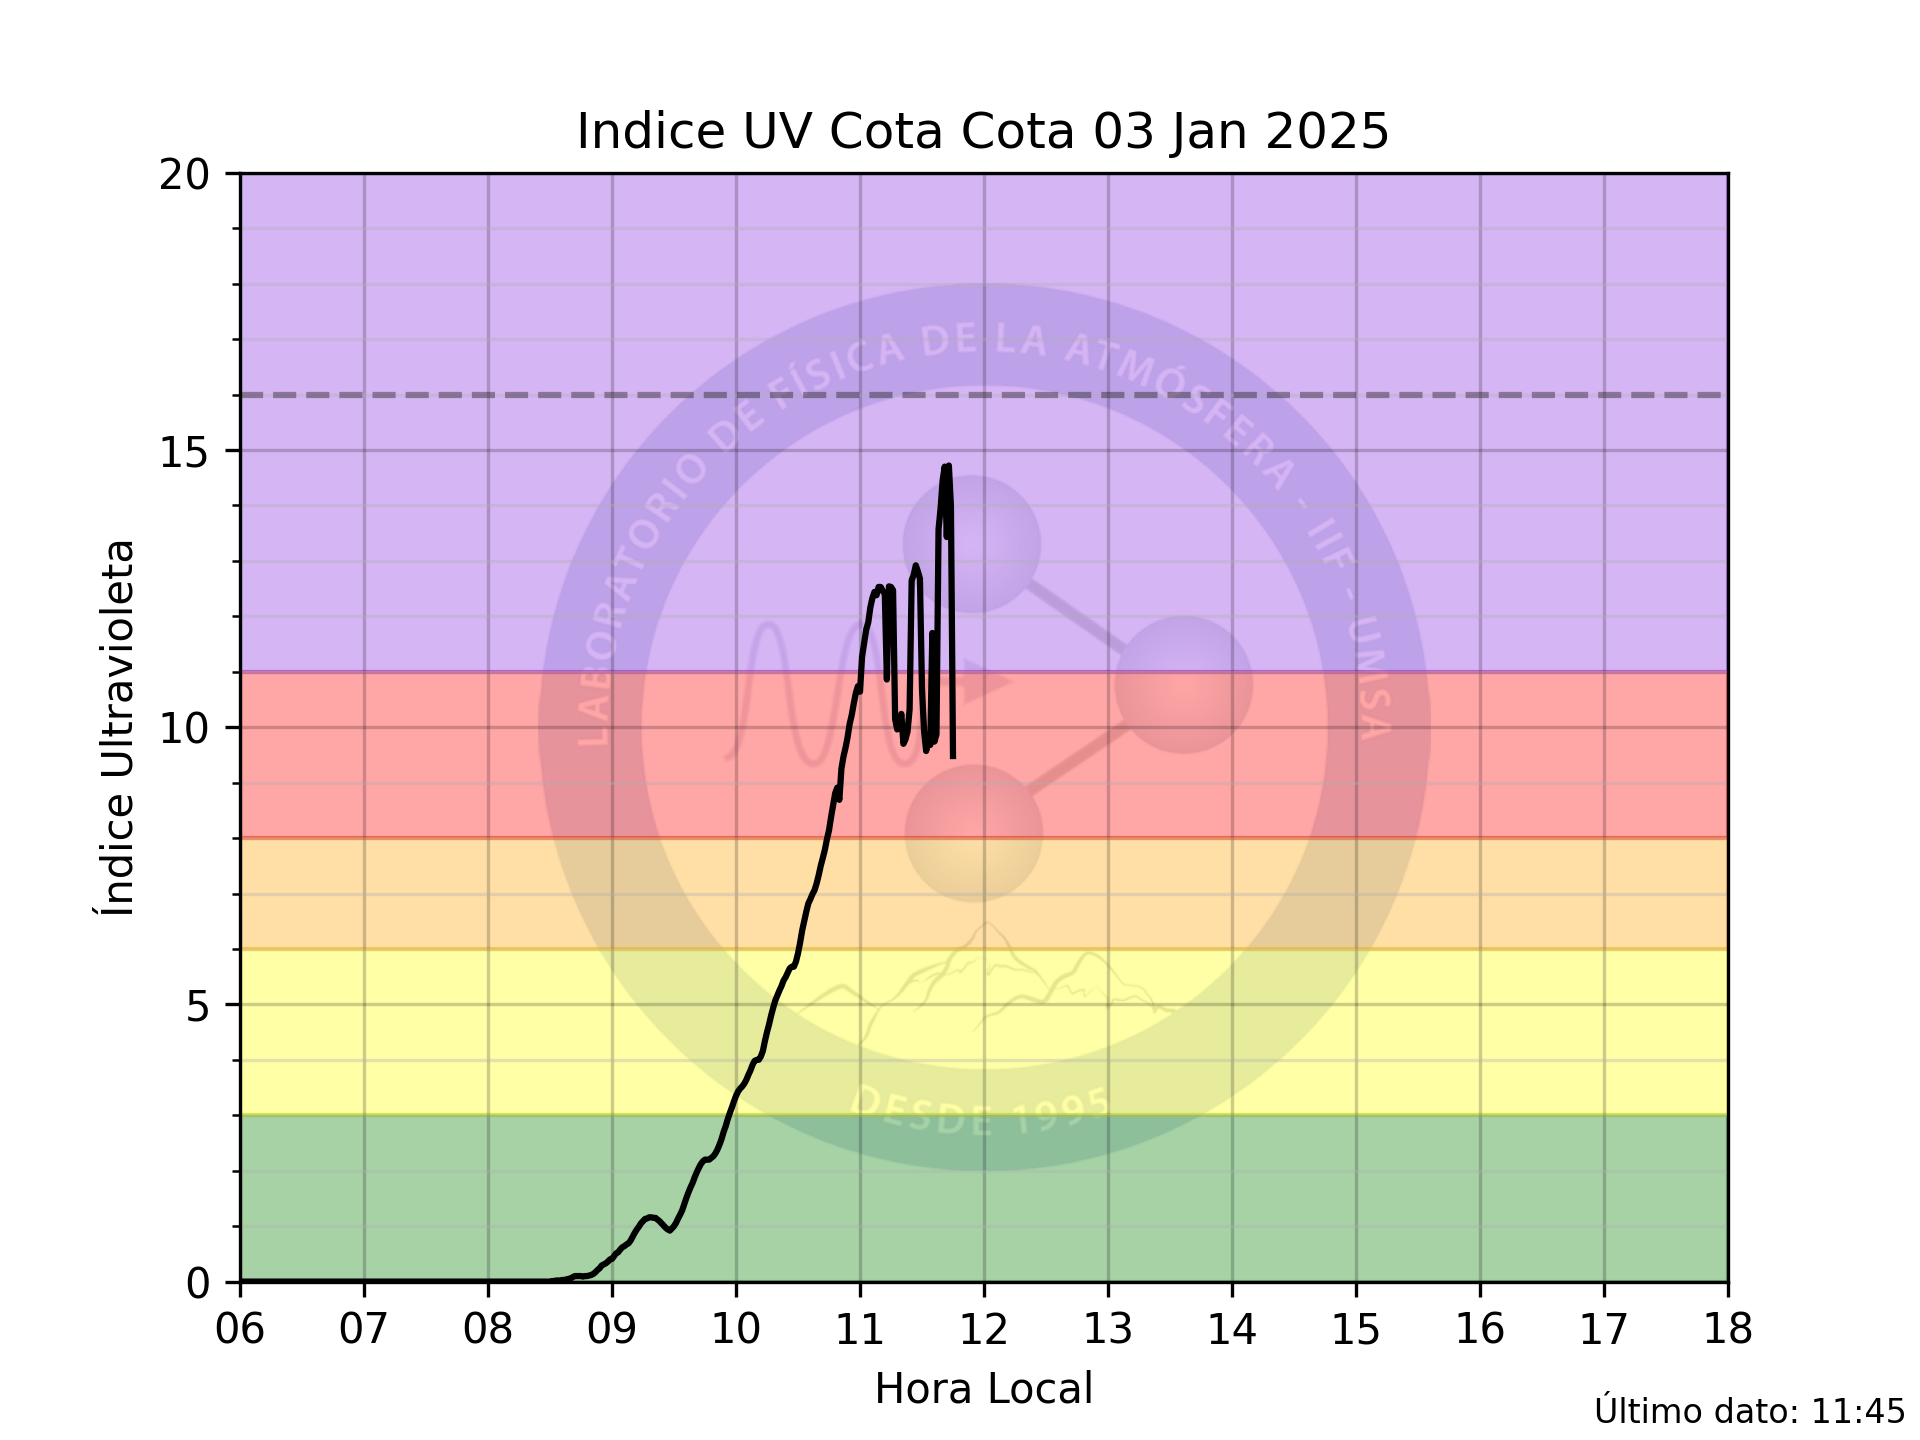 Indice UV Cota Cota 03 Jan 2025
20
15
10
5
0
Índice Ultravioleta
LABORATORIO DE FÍSICA DE LA ATMÓSFERA - IIF - UMSA
DESDE 1995
06 07 08 09 10 11 12 13 14 15 16 17 18
Hora Local
Último dato: 11:45